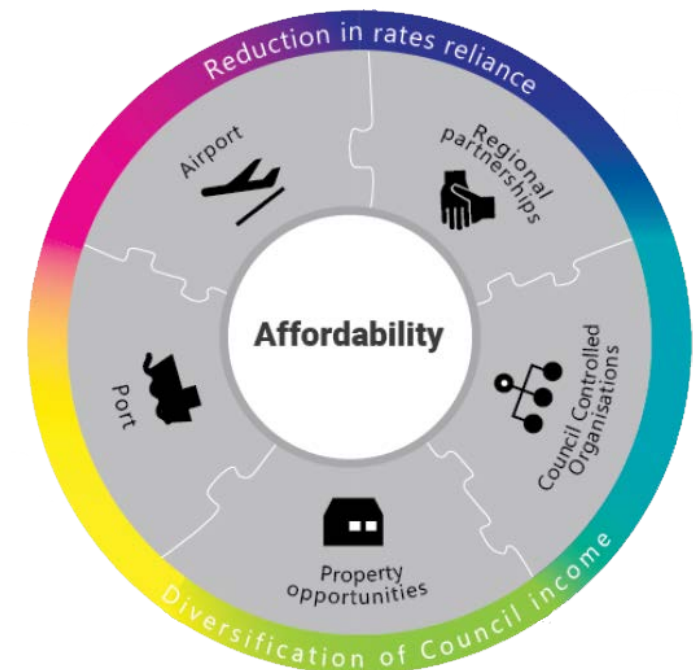 Reduction in rates reliance
Airport
Regional
partnerships
Affordability
Port
Council Controlled
Organisations
Property
opportunities
Diversification of Council income